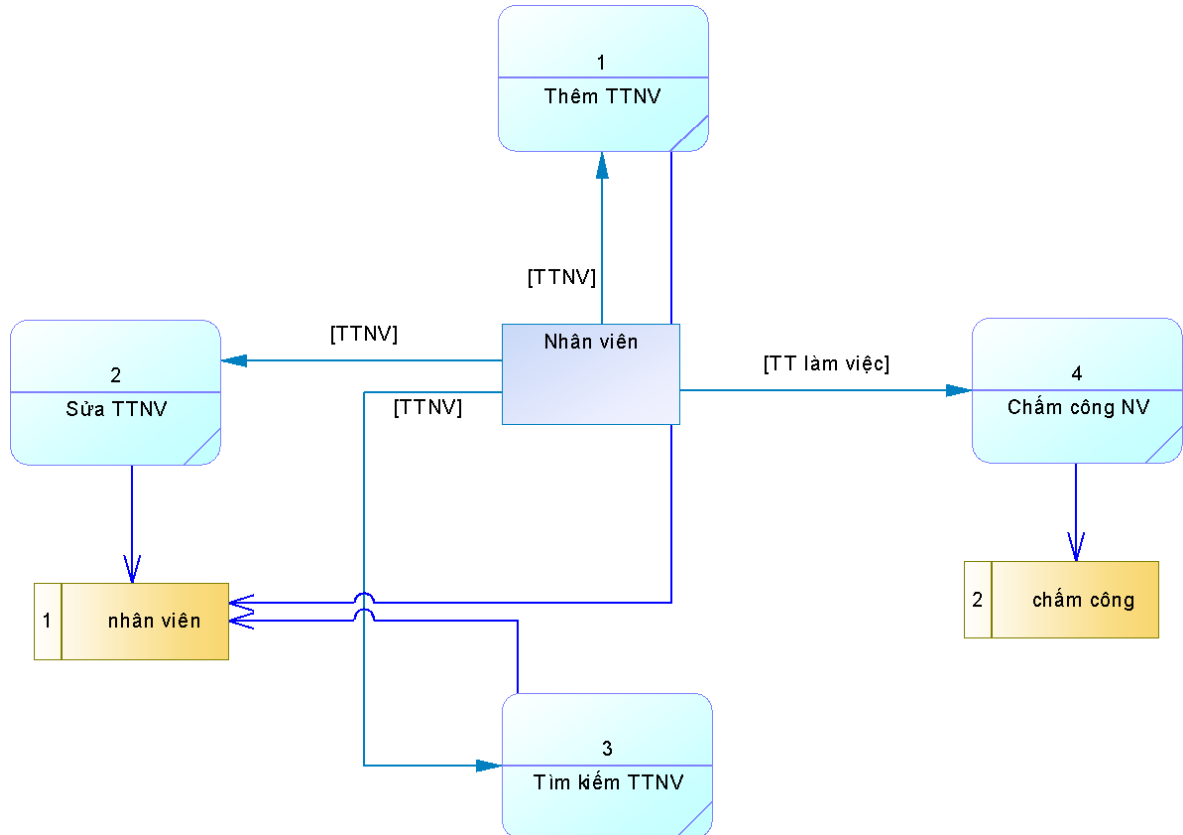 1
Thêm TTNV
[TTNV]
[TTNV]
Nhân viên
[TT làm việc]
2
Sửa TTNV
[TTNV]
4
Chấm công NV
1 nhân viên
2 chấm công
3
Tìm kiếm TTNV